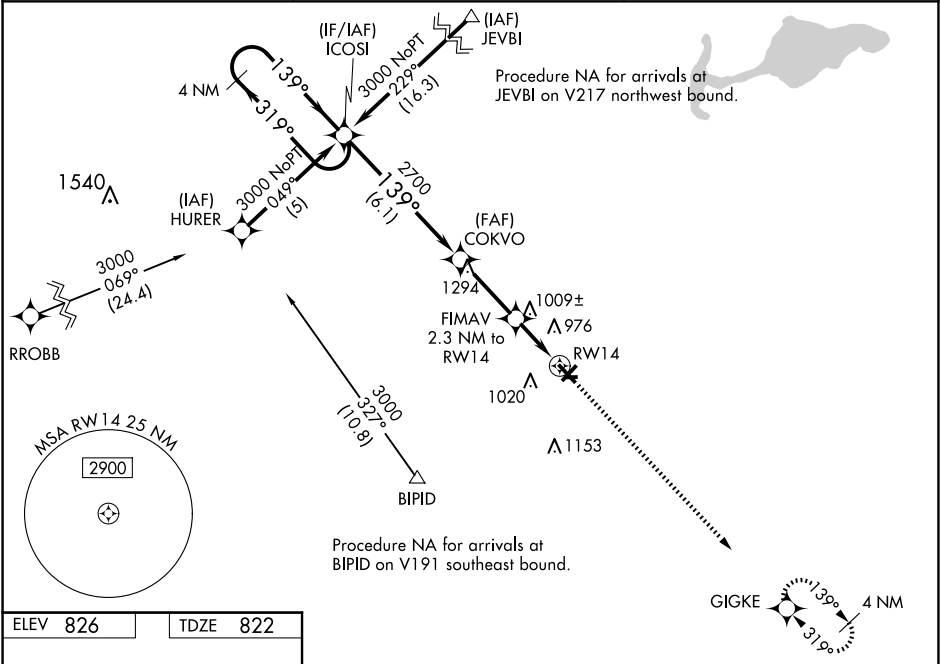 (IF/IAF)
ICOSI
(IAF)
JEVBI
3000 NoPT
229°
(16.3)
Procedure NA for arrivals at
JEVBI on V217 northwest bound.
4 NM
139°
319°
1540
(IAF)
HURER
3000 NoPT
049°
(5)
2700
139°
(6.1)
(FAF)
COKVO
1294
3000
069°
(24.4)
RROBB
FIMAV
2.3 NM to
RW14
1009±
976
RW14
1020
1153
3000
327°
(10.8)
BIPID
MSA RW14 25 NM
2900
Procedure NA for arrivals at
BIPID on V191 southeast bound.
GIGKE
139°
319°
4 NM
ELEV 826
TDZE 822